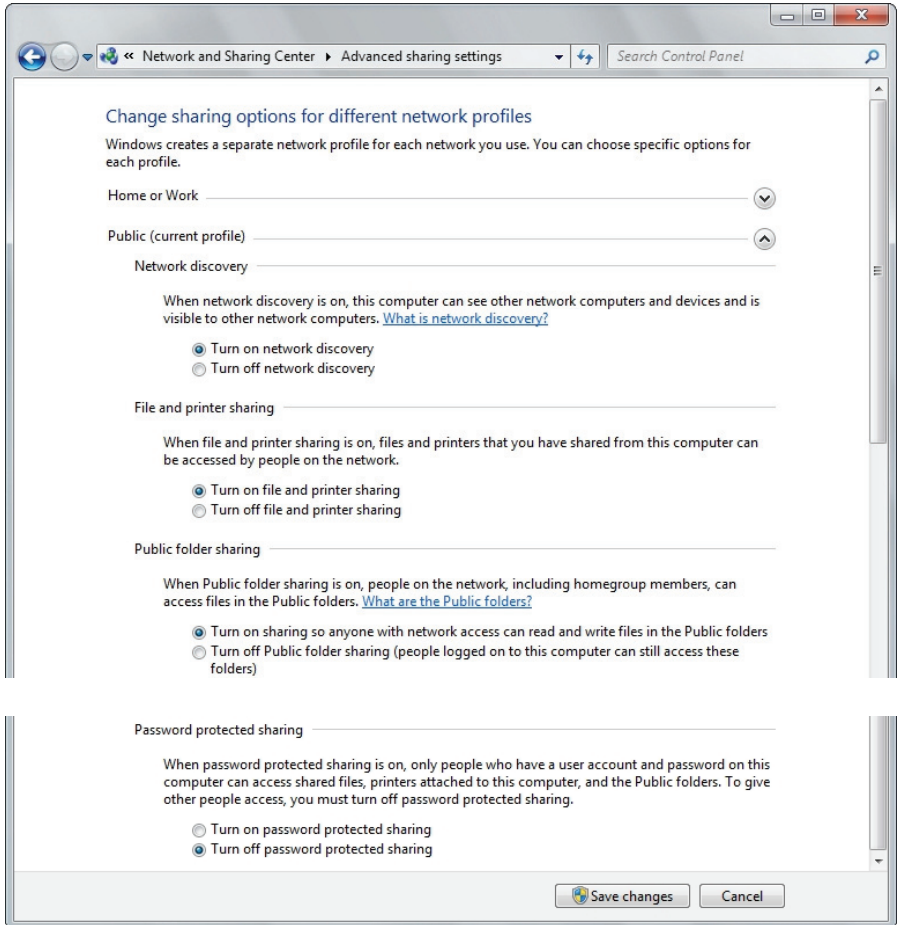 « Network and Sharing Center ▸ Advanced sharing settings
Search Control Panel
Change sharing options for different network profiles
Windows creates a separate network profile for each network you use. You can choose specific options for
each profile.
Home or Work
Public (current profile)
Network discovery
When network discovery is on, this computer can see other network computers and devices and is
visible to other network computers. What is network discovery?
Turn on network discovery
Turn off network discovery
File and printer sharing
When file and printer sharing is on, files and printers that you have shared from this computer can
be accessed by people on the network.
Turn on file and printer sharing
Turn off file and printer sharing
Public folder sharing
When Public folder sharing is on, people on the network, including homegroup members, can
access files in the Public folders. What are the Public folders?
Turn on sharing so anyone with network access can read and write files in the Public folders
Turn off Public folder sharing (people logged on to this computer can still access these
folders)
Password protected sharing
When password protected sharing is on, only people who have a user account and password on this
computer can access shared files, printers attached to this computer, and the Public folders. To give
other people access, you must turn off password protected sharing.
Turn on password protected sharing
Turn off password protected sharing
Save changes
Cancel